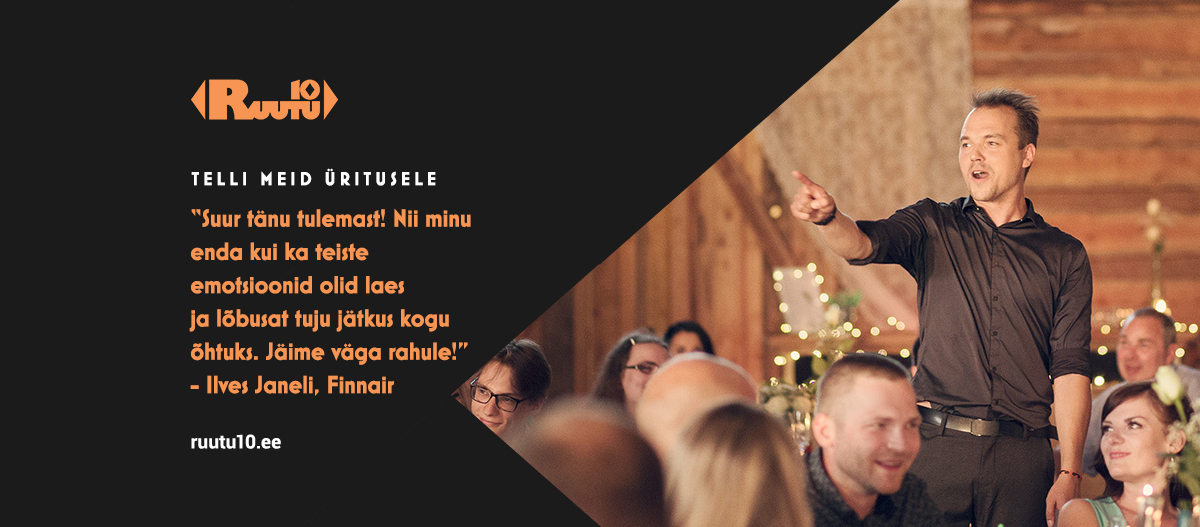 Ruutu10
TELLI MEID ÜRITUSELE
"Suur tänu tulemast! Nii minu
enda kui ka teiste
emotsioonid olid laes
ja lõbusat tuju jätkus kogu
õhtuks. Jäime väga rahule!"
- Ilves Janeli, Finnair
ruutu10.ee